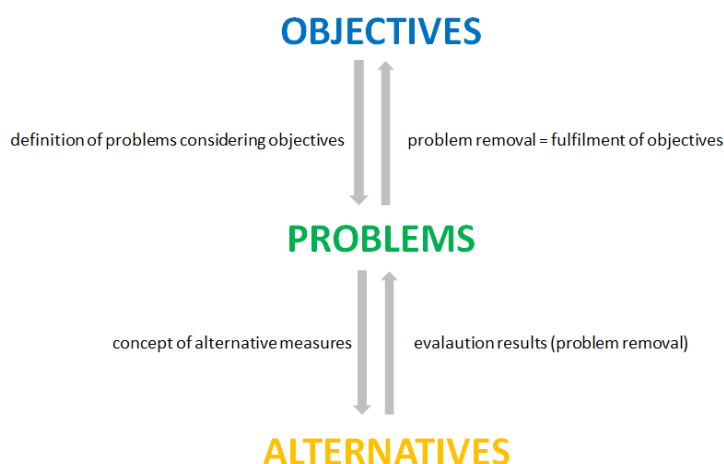 OBJECTIVES
definition of problems considering objectives
problem removal = fulfilment of objectives
PROBLEMS
concept of alternative measures
evalaution results (problem removal)
ALTERNATIVES